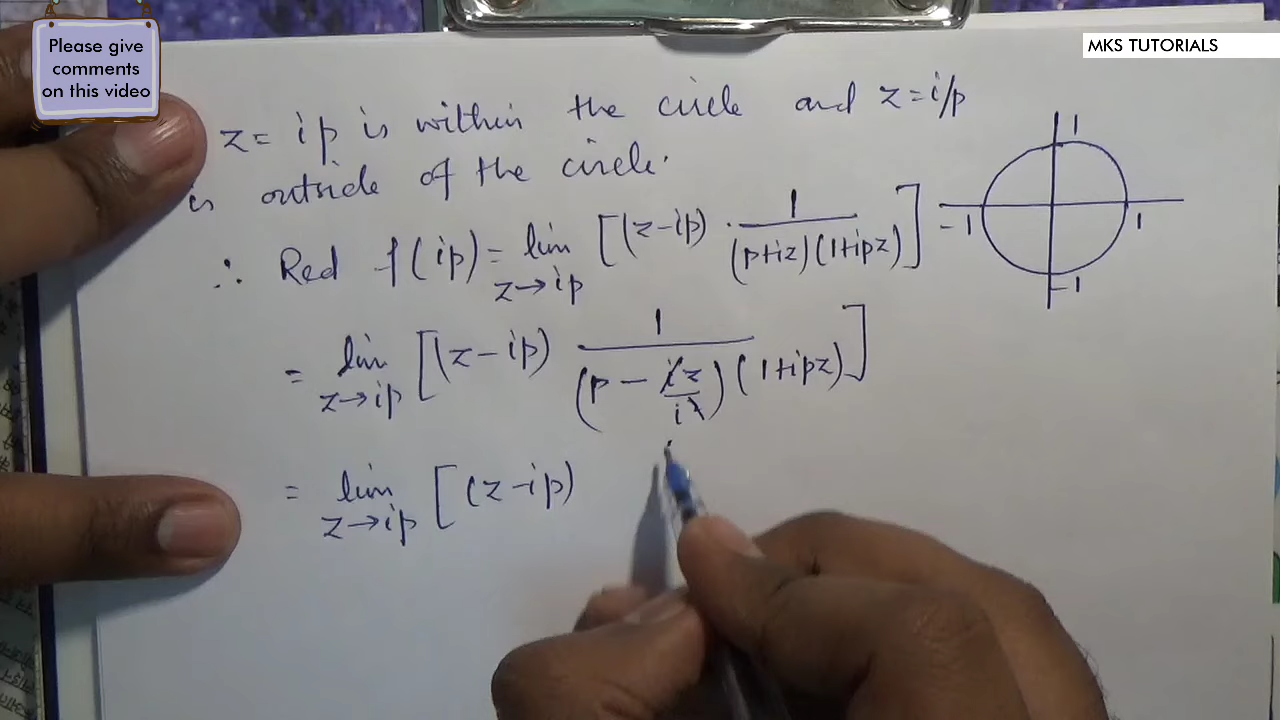 Please give
comments
on this video
MKS TUTORIALS
z = ip is within the circle and z = i/p
is outside of the circle.
∴ Red f(ip) = lim z→ip [(z-ip) · 1/((p+iz)(1+ipz))]
= lim z→ip [(z-ip) 1/((p - iz/i²)(1+ipz))]
= lim z→ip [(z-ip)
1
-1
1
-1